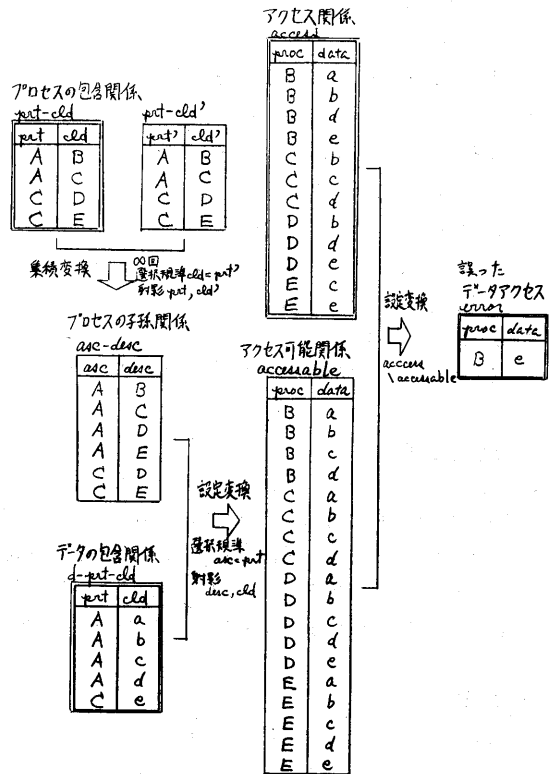 アクセス関係
access
proc data
B a
B b
B d
B e
C b
C c
C d
D b
D d
D e
E c
E e
プロセスの包含関係
prt-cld
prt cld
A B
A C
C D
C E
prt-cld'
prt' cld'
A B
A C
C D
C E
累積変換
∞回
選択規準 cld=prt'
射影 prt, cld'
プロセスの子孫関係
asc-desc
asc desc
A B
A C
A D
A E
C D
C E
データの包含関係
d-prt-cld
prt cld
A a
A b
A c
A d
C e
設定変換
選択規準
asc=prt
射影
desc, cld
アクセス可能関係
accessable
proc data
B a
B b
B c
B d
C a
C b
C c
C d
D a
D b
D c
D d
D e
E a
E b
E c
E d
E e
設定変換
access
\accessable
誤った
データアクセス
error
proc data
B e